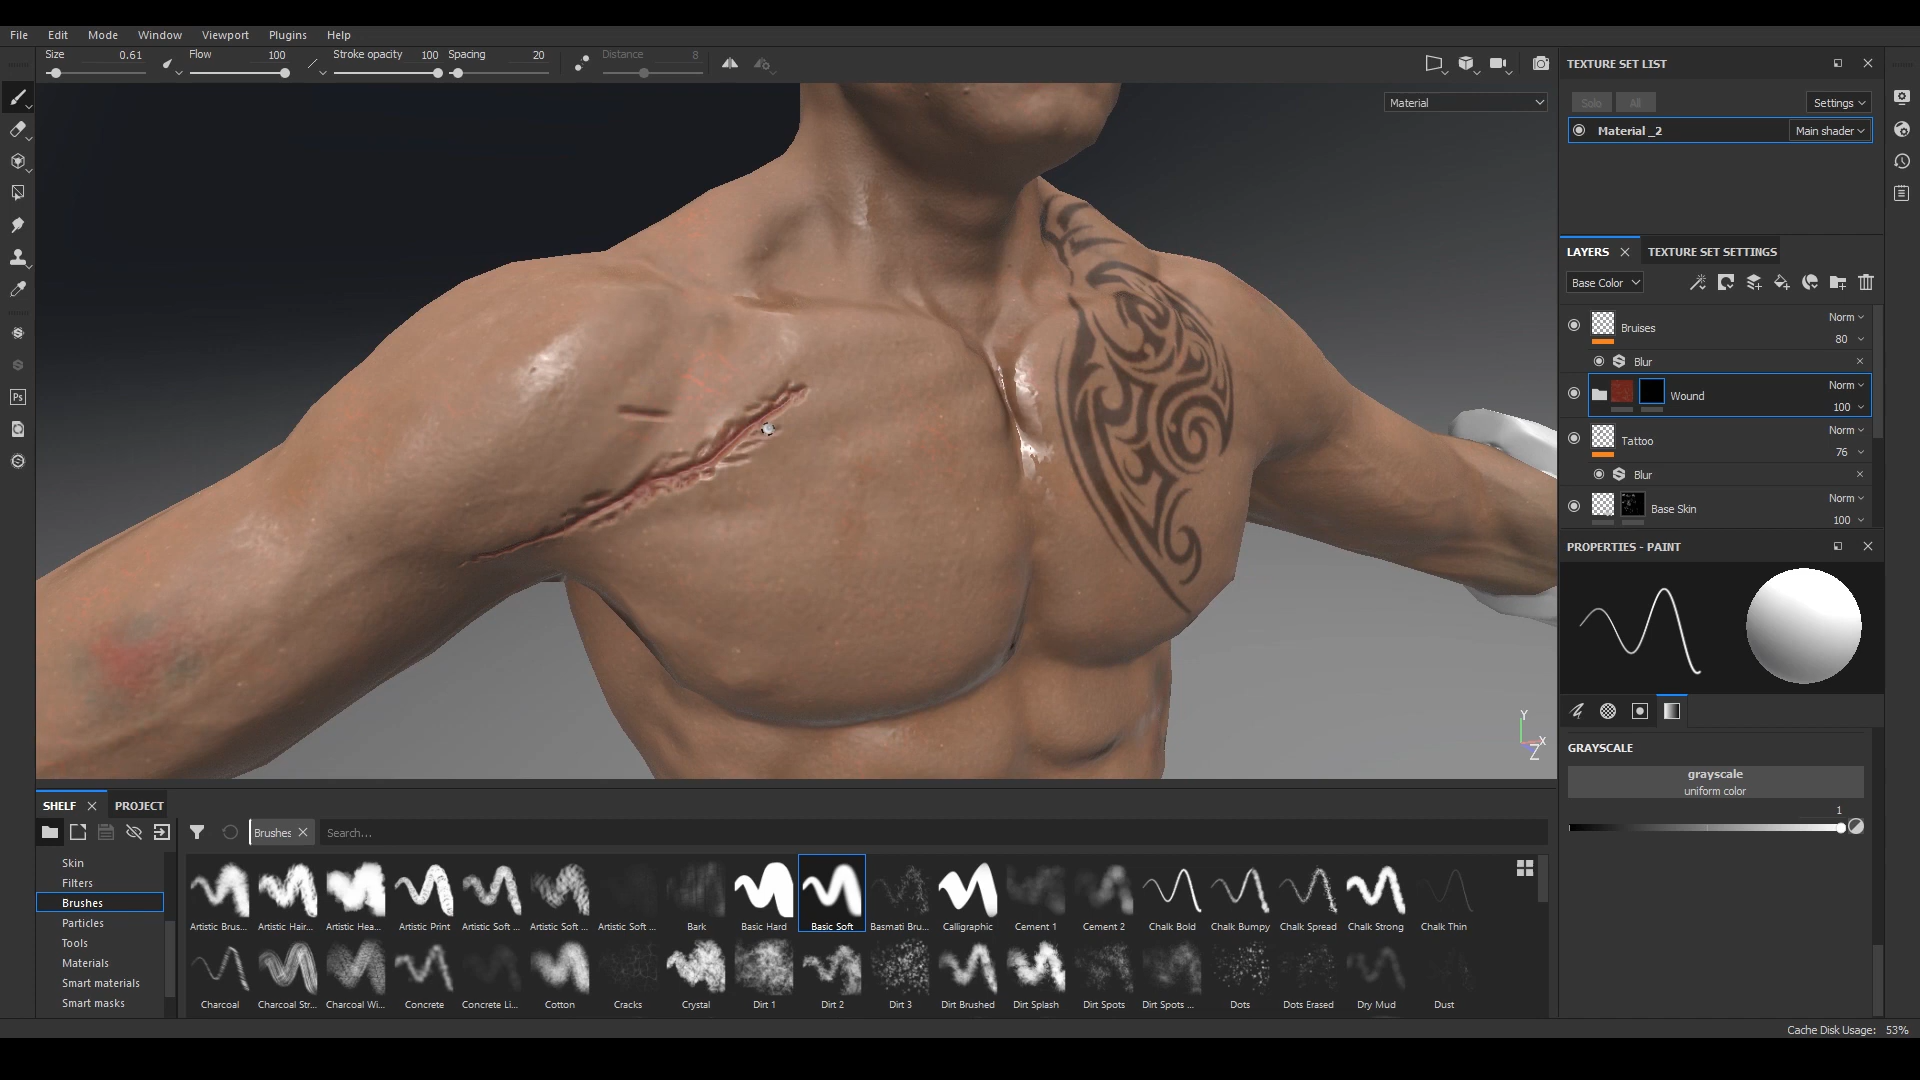 File Edit Mode Window Viewport Plugins Help
Size 0.61 Flow 100 Stroke opacity 100 Spacing 20 Distance 8
Material
TEXTURE SET LIST
Solo All Settings
Material _2 Main shader
LAYERS TEXTURE SET SETTINGS
Base Color
Bruises Norm
80
Blur
Wound Norm
100
Tattoo Norm
76
Blur
Base Skin Norm
100
PROPERTIES - PAINT
Y
X
Z
GRAYSCALE
grayscale
uniform color
1
SHELF PROJECT
Ps
Brushes Search...
Skin
Filters
Brushes
Particles
Tools
Materials
Smart materials
Smart masks
Artistic Brus... Artistic Hair... Artistic Hea... Artistic Print Artistic Soft ... Artistic Soft ... Artistic Soft ... Bark Basic Hard Basic Soft Basmati Bru... Calligraphic Cement 1 Cement 2 Chalk Bold Chalk Bumpy Chalk Spread Chalk Strong Chalk Thin
Charcoal Charcoal Str... Charcoal Wi... Concrete Concrete Li... Cotton Cracks Crystal Dirt 1 Dirt 2 Dirt 3 Dirt Brushed Dirt Splash Dirt Spots Dirt Spots ... Dots Dots Erased Dry Mud Dust
Cache Disk Usage: 53%